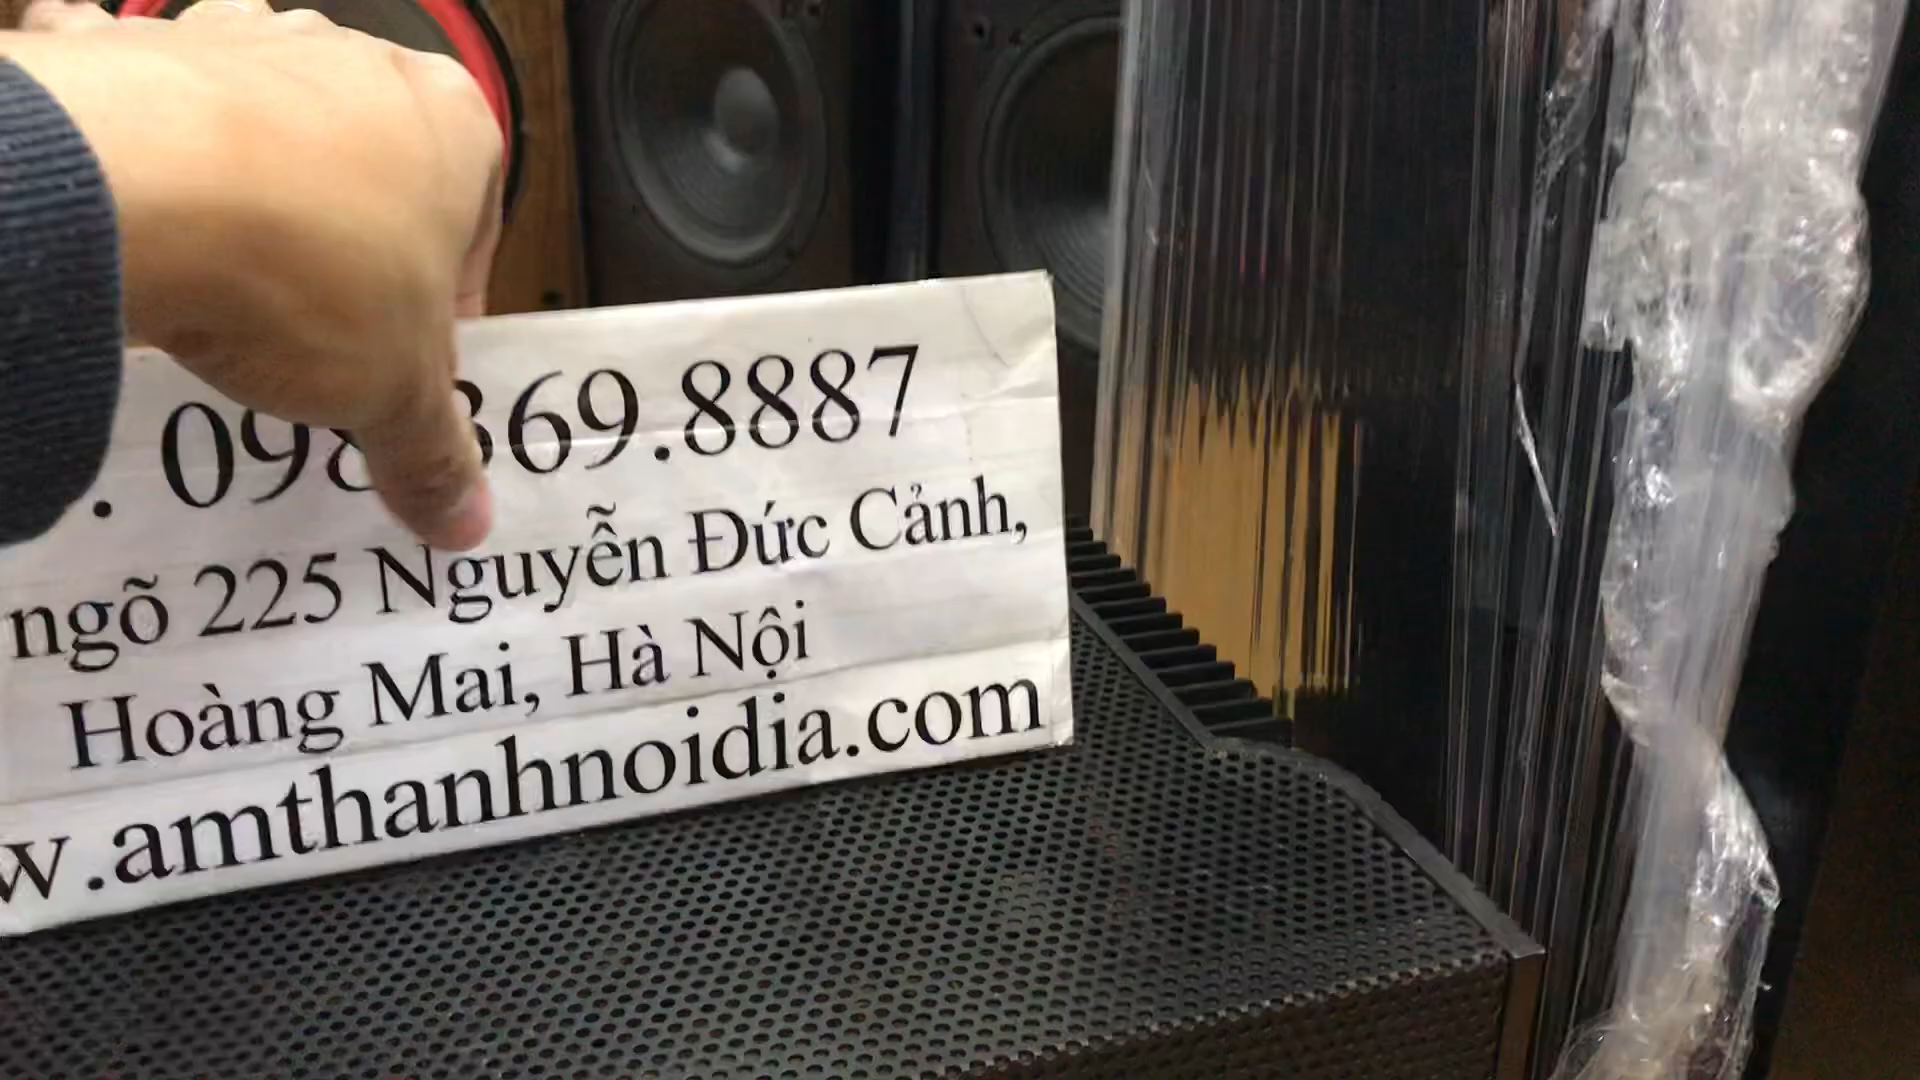 369.8887
ngõ 225 Nguyễn Đức Cảnh,
Hoàng Mai, Hà Nội
w.amthanhnoidia.com